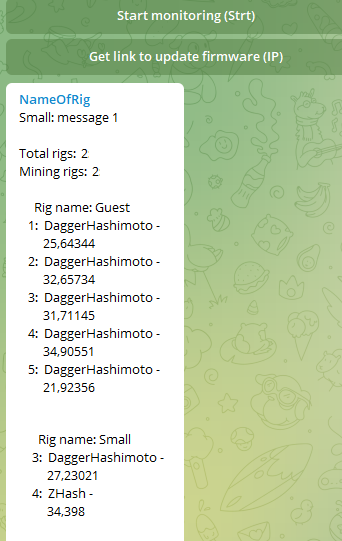 Start monitoring (Strt)
Get link to update firmware (IP)
NameOfRig
Small: message 1
Total rigs: 2
Mining rigs: 2
Rig name: Guest
1: DaggerHashimoto -
25,64344
2: DaggerHashimoto -
32,65734
3: DaggerHashimoto -
31,71145
4: DaggerHashimoto -
34,90551
5: DaggerHashimoto -
21,92356
Rig name: Small
3: DaggerHashimoto -
27,23021
4: ZHash -
34,398